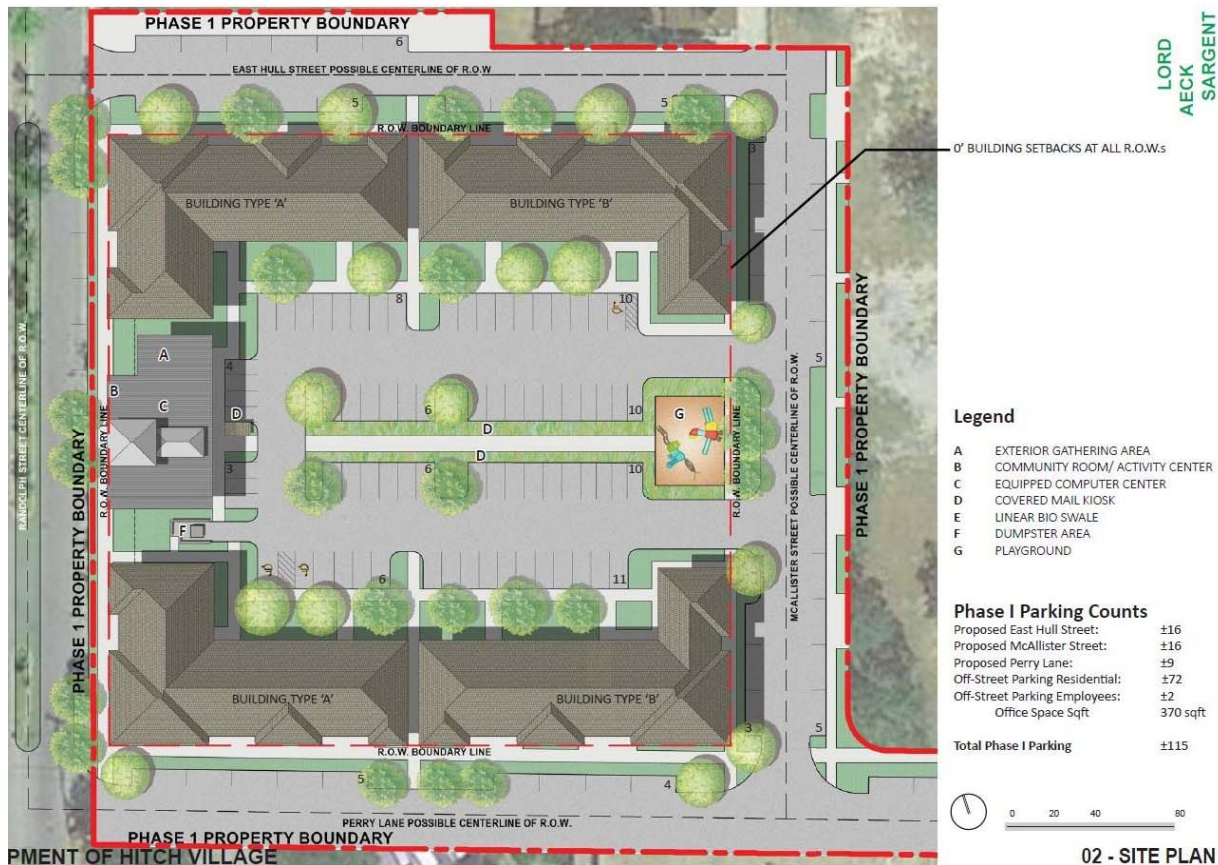 PHASE 1 PROPERTY BOUNDARY
6
EAST HULL STREET POSSIBLE CENTERLINE OF R.O.W
5
5
5
R.O.W. BOUNDARY LINE
3
LORD
AECK
SARGENT
0' BUILDING SETBACKS AT ALL R.O.W.s
BUILDING TYPE 'A'
BUILDING TYPE 'B'
8
10
A
B
C
D
4
3
6
10
D
D
6
10
G
5
F
6
11
RANDOLPH STREET CENTERLINE OF R.O.W.
PHASE 1 PROPERTY BOUNDARY
R.O.W. BOUNDARY LINE
R.O.W. BOUNDARY LINE
MCALLISTER STREET POSSIBLE CENTERLINE OF R.O.W.
PHASE 1 PROPERTY BOUNDARY
BUILDING TYPE 'A'
BUILDING TYPE 'B'
R.O.W. BOUNDARY LINE
3
5
5
4
PERRY LANE POSSIBLE CENTERLINE OF R.O.W.
PHASE 1 PROPERTY BOUNDARY
PMENT OF HITCH VILLAGE
Legend
A EXTERIOR GATHERING AREA
B COMMUNITY ROOM/ ACTIVITY CENTER
C EQUIPPED COMPUTER CENTER
D COVERED MAIL KIOSK
E LINEAR BIO SWALE
F DUMPSTER AREA
G PLAYGROUND
Phase I Parking Counts
Proposed East Hull Street: ±16
Proposed McAllister Street: ±16
Proposed Perry Lane: ±9
Off-Street Parking Residential: ±72
Off-Street Parking Employees: ±2
Office Space Sqft 370 sqft
Total Phase I Parking ±115
0 20 40 80
02 - SITE PLAN